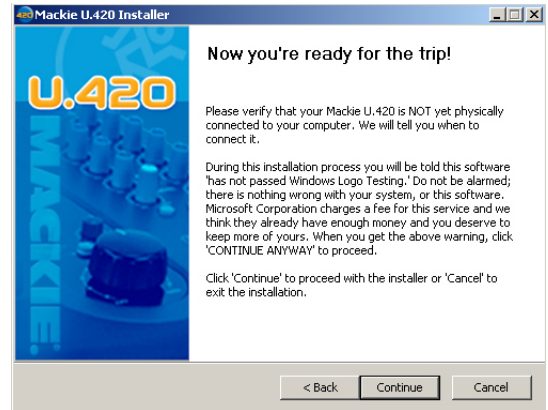 420 Mackie U.420 Installer
Now you're ready for the trip!
U.420
MACKIE
Please verify that your Mackie U.420 is NOT yet physically
connected to your computer. We will tell you when to
connect it.
During this installation process you will be told this software
'has not passed Windows Logo Testing.' Do not be alarmed;
there is nothing wrong with your system, or this software.
Microsoft Corporation charges a fee for this service and we
think they already have enough money and you deserve to
keep more of yours. When you get the above warning, click
'CONTINUE ANYWAY' to proceed.
Click 'Continue' to proceed with the installer or 'Cancel' to
exit the installation.
< Back Continue Cancel